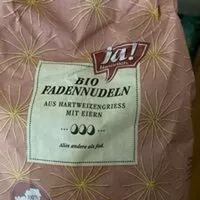 ja!
BIO
FADENNUDELN
AUS HARTWEIZENGRIESS
MIT EIERN
Alles andere als fad.